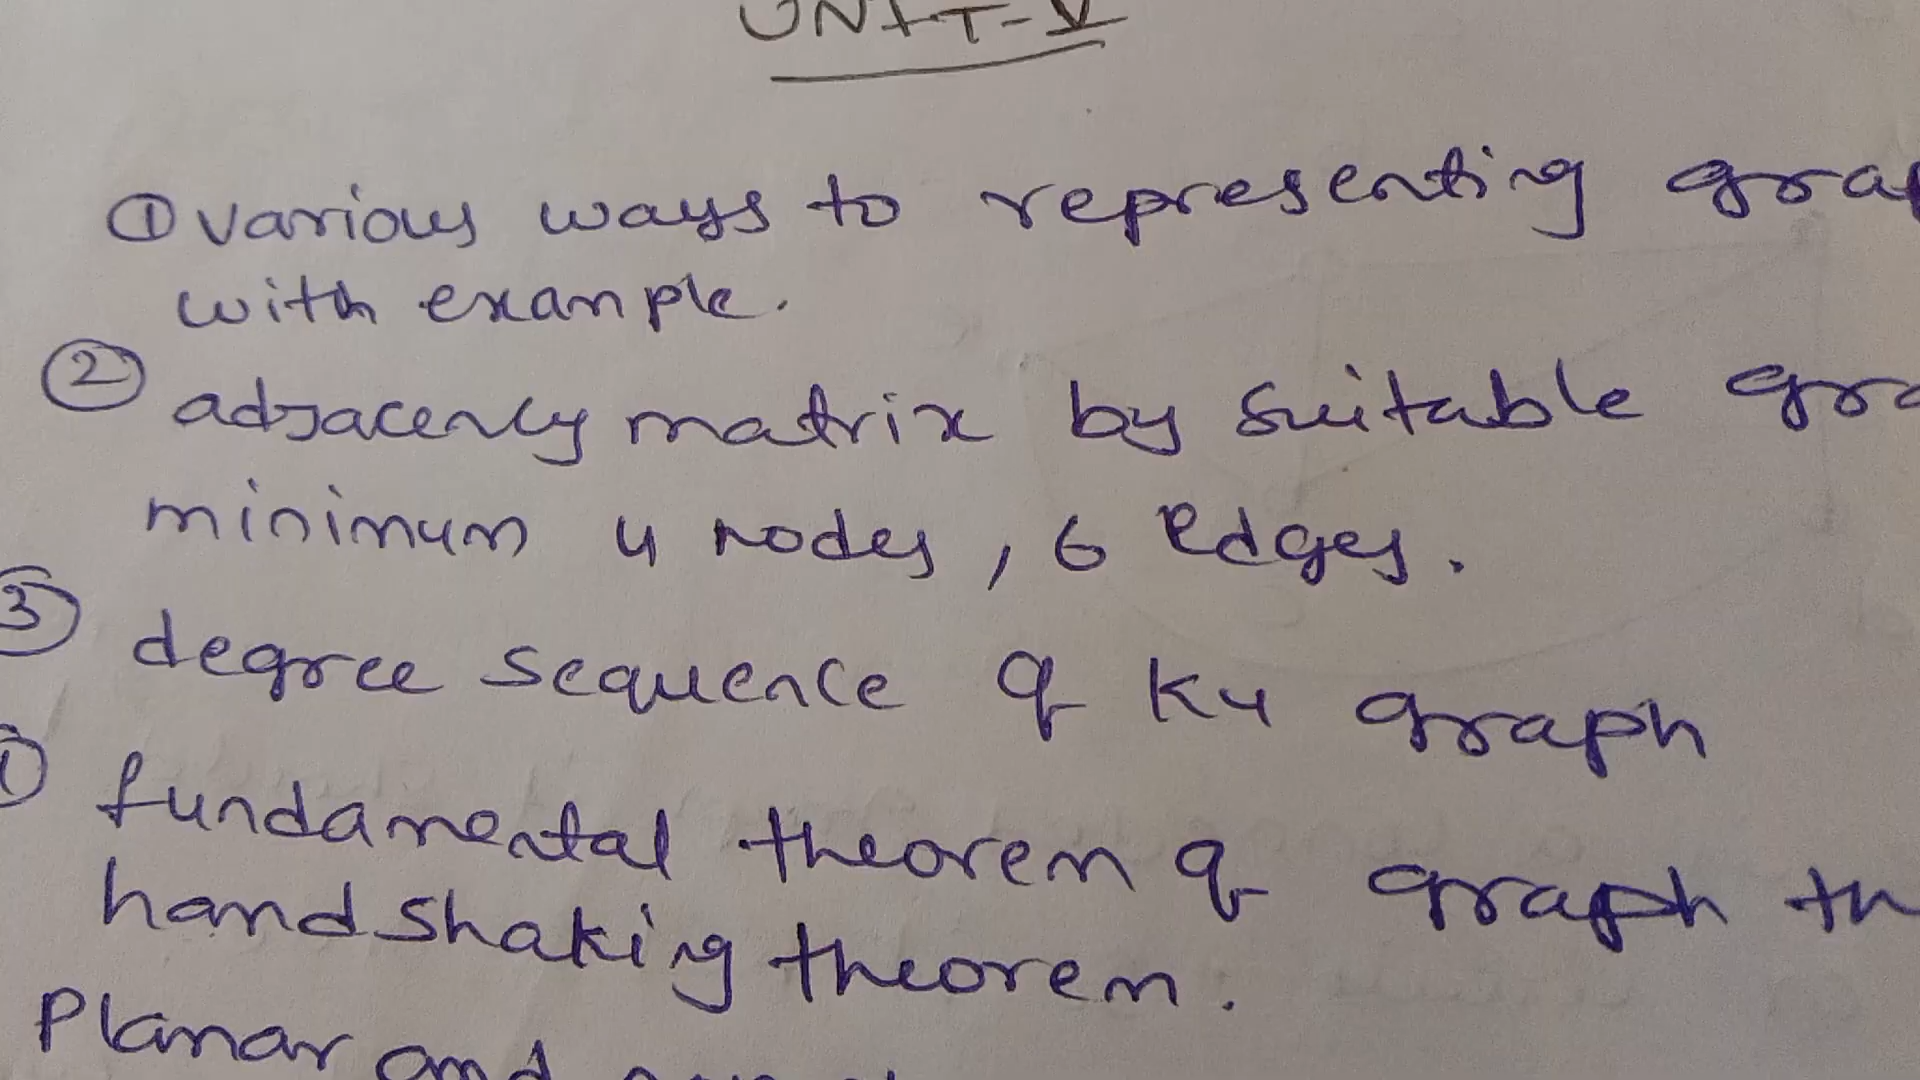 UNIT-V
① various ways to representing
with example.
② adjacency matrix by suitable
minimum 4 nodes, 6 edges.
③ degree sequence of K4 graph
fundamental theorem of graph
handshaking theorem.
Planar and